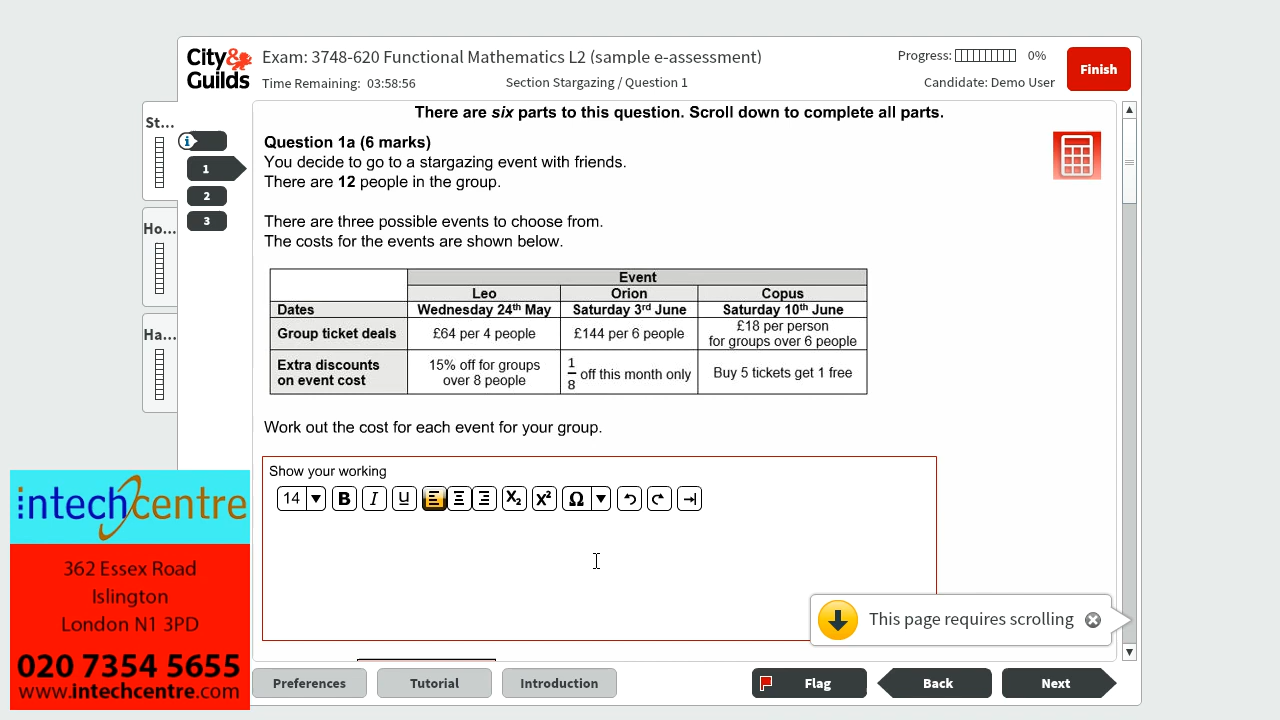 City&
Guilds
Exam: 3748-620 Functional Mathematics L2 (sample e-assessment)
Progress: 0%
Finish
Time Remaining: 03:58:56
Section Stargazing / Question 1
Candidate: Demo User
St...
Ho...
Ha...
i
1
2
3
There are six parts to this question. Scroll down to complete all parts.
Question 1a (6 marks)
You decide to go to a stargazing event with friends.
There are 12 people in the group.
There are three possible events to choose from.
The costs for the events are shown below.
Event
Leo Orion Copus
Dates Wednesday 24th May Saturday 3rd June Saturday 10th June
Group ticket deals £64 per 4 people £144 per 6 people £18 per person
for groups over 6 people
Extra discounts
on event cost
15% off for groups
over 8 people
1/8 off this month only
Buy 5 tickets get 1 free
Work out the cost for each event for your group.
Show your working
14 B I U X₂ X² Ω
This page requires scrolling
Preferences Tutorial Introduction Flag Back Next
intechcentre
362 Essex Road
Islington
London N1 3PD
020 7354 5655
www.intechcentre.com